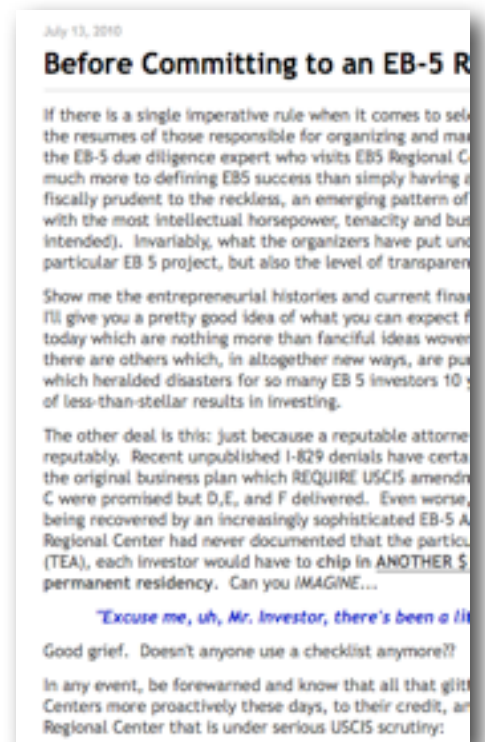 July 13, 2010
Before Committing to an EB-5 R
If there is a single imperative rule when it comes to sele
the resumes of those responsible for organizing and ma
the EB-5 due diligence expert who visits EB5 Regional C
much more to defining EB5 success than simply having a
fiscally prudent to the reckless, an emerging pattern of
with the most intellectual horsepower, tenacity and bus
intended). Invariably, what the organizers have put und
particular EB 5 project, but also the level of transparen
Show me the entrepreneurial histories and current finan
I'll give you a pretty good idea of what you can expect f
today which are nothing more than fanciful ideas woven
there are others which, in altogether new ways, are pu
which heralded disasters for so many EB 5 investors 10 y
of less-than-stellar results in investing.
The other deal is this: just because a reputable attorne
reputably. Recent unpublished I-829 denials have certa
the original business plan which REQUIRE USCIS amendm
C were promised but D,E, and F delivered. Even worse,
being recovered by an increasingly sophisticated EB-5 A
Regional Center had never documented that the particu
(TEA), each investor would have to chip in ANOTHER $
permanent residency. Can you IMAGINE...
"Excuse me, uh, Mr. Investor, there's been a lit
Good grief. Doesn't anyone use a checklist anymore??
In any event, be forewarned and know that all that glitt
Centers more proactively these days, to their credit, an
Regional Center that is under serious USCIS scrutiny: